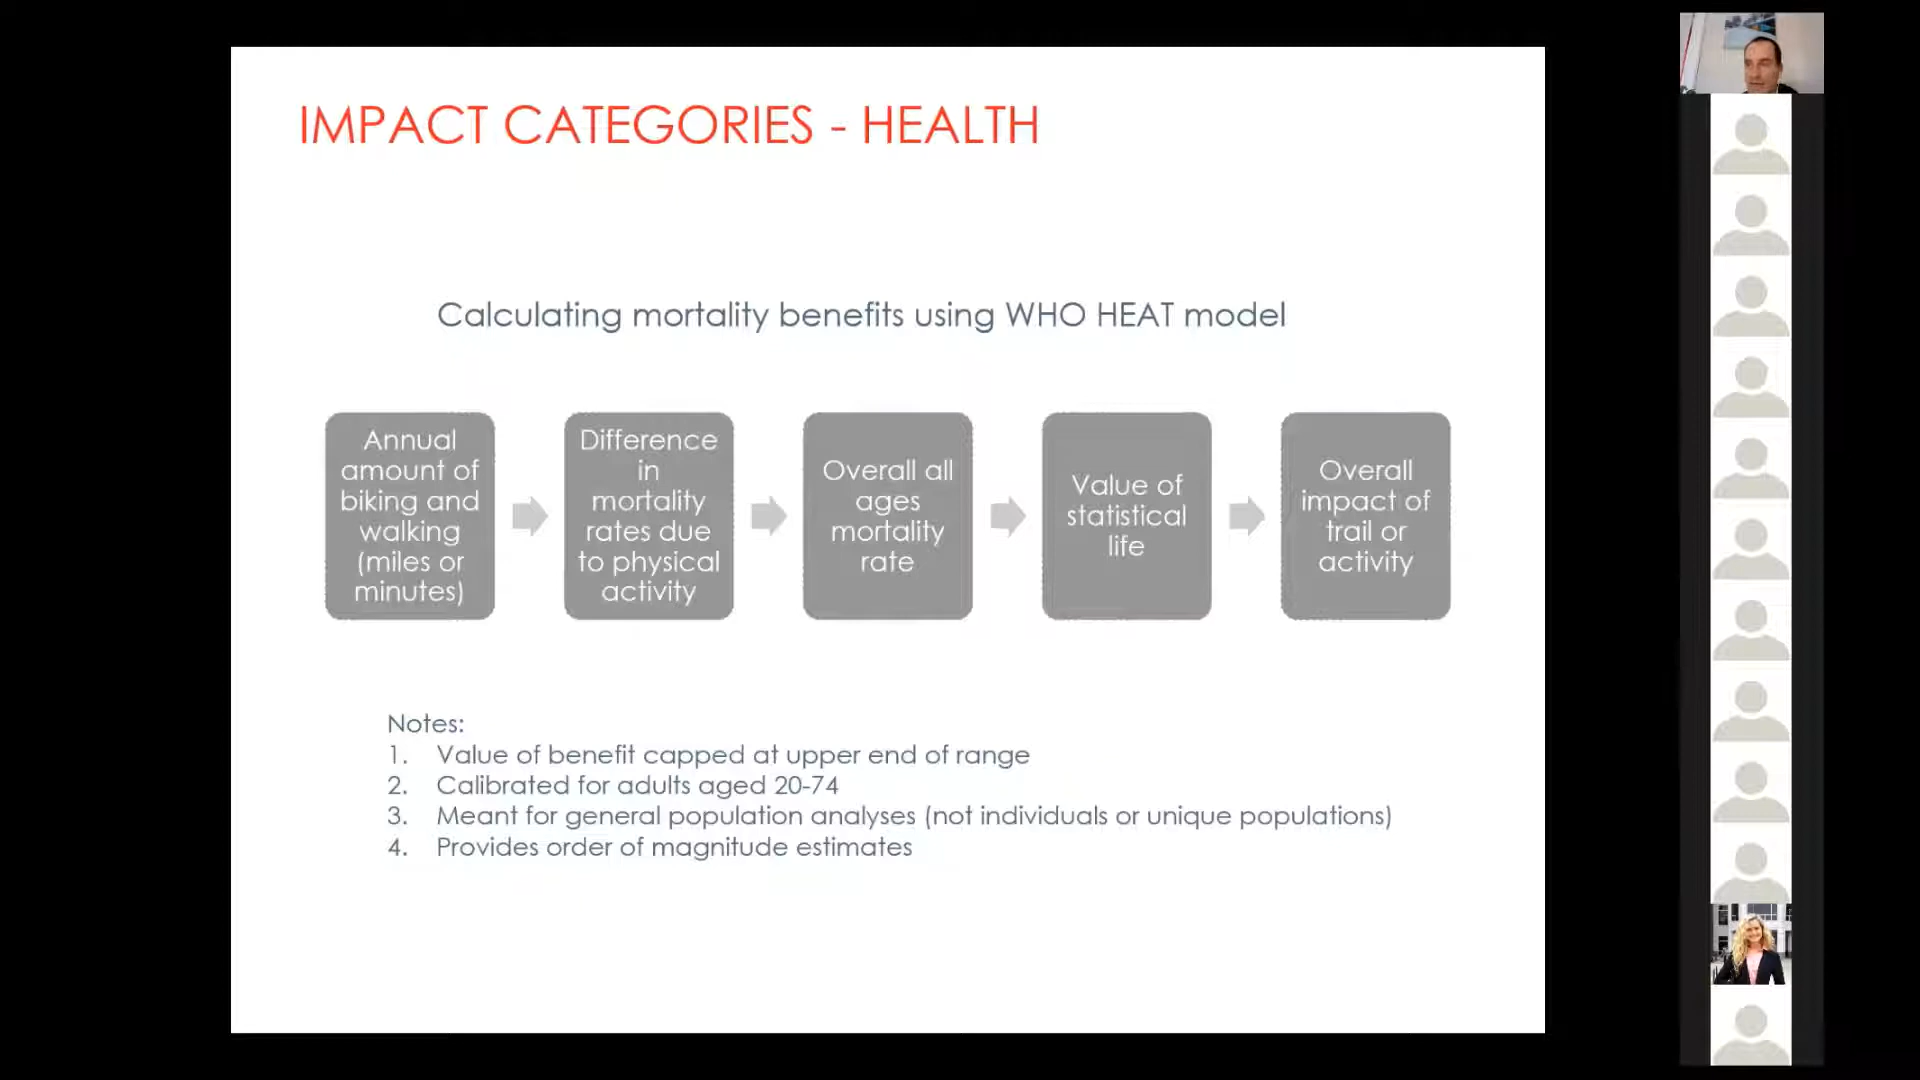 IMPACT CATEGORIES - HEALTH
Calculating mortality benefits using WHO HEAT model
Annual
amount of
biking and
walking
(miles or
minutes)
Difference
in
mortality
rates due
to physical
activity
Overall all
ages
mortality
rate
Value of
statistical
life
Overall
impact of
trail or
activity
Notes:
1. Value of benefit capped at upper end of range
2. Calibrated for adults aged 20-74
3. Meant for general population analyses (not individuals or unique populations)
4. Provides order of magnitude estimates